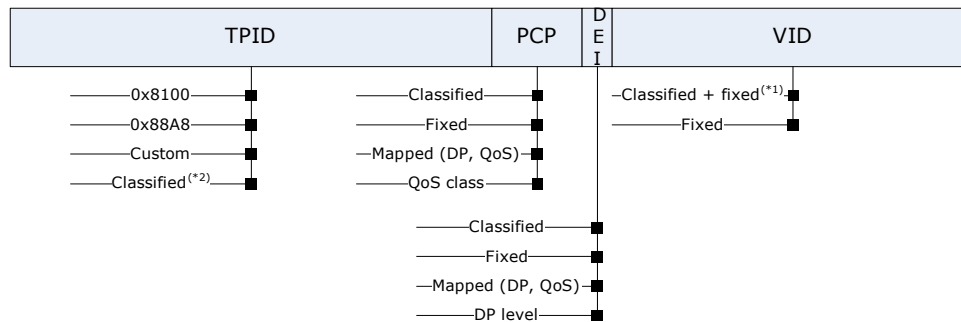 TPID PCP DEI VID
0x8100 Classified Classified + fixed(*1)
0x88A8 Fixed Fixed
Custom Mapped (DP, QoS)
Classified(*2) QoS class
Classified
Fixed
Mapped (DP, QoS)
DP level